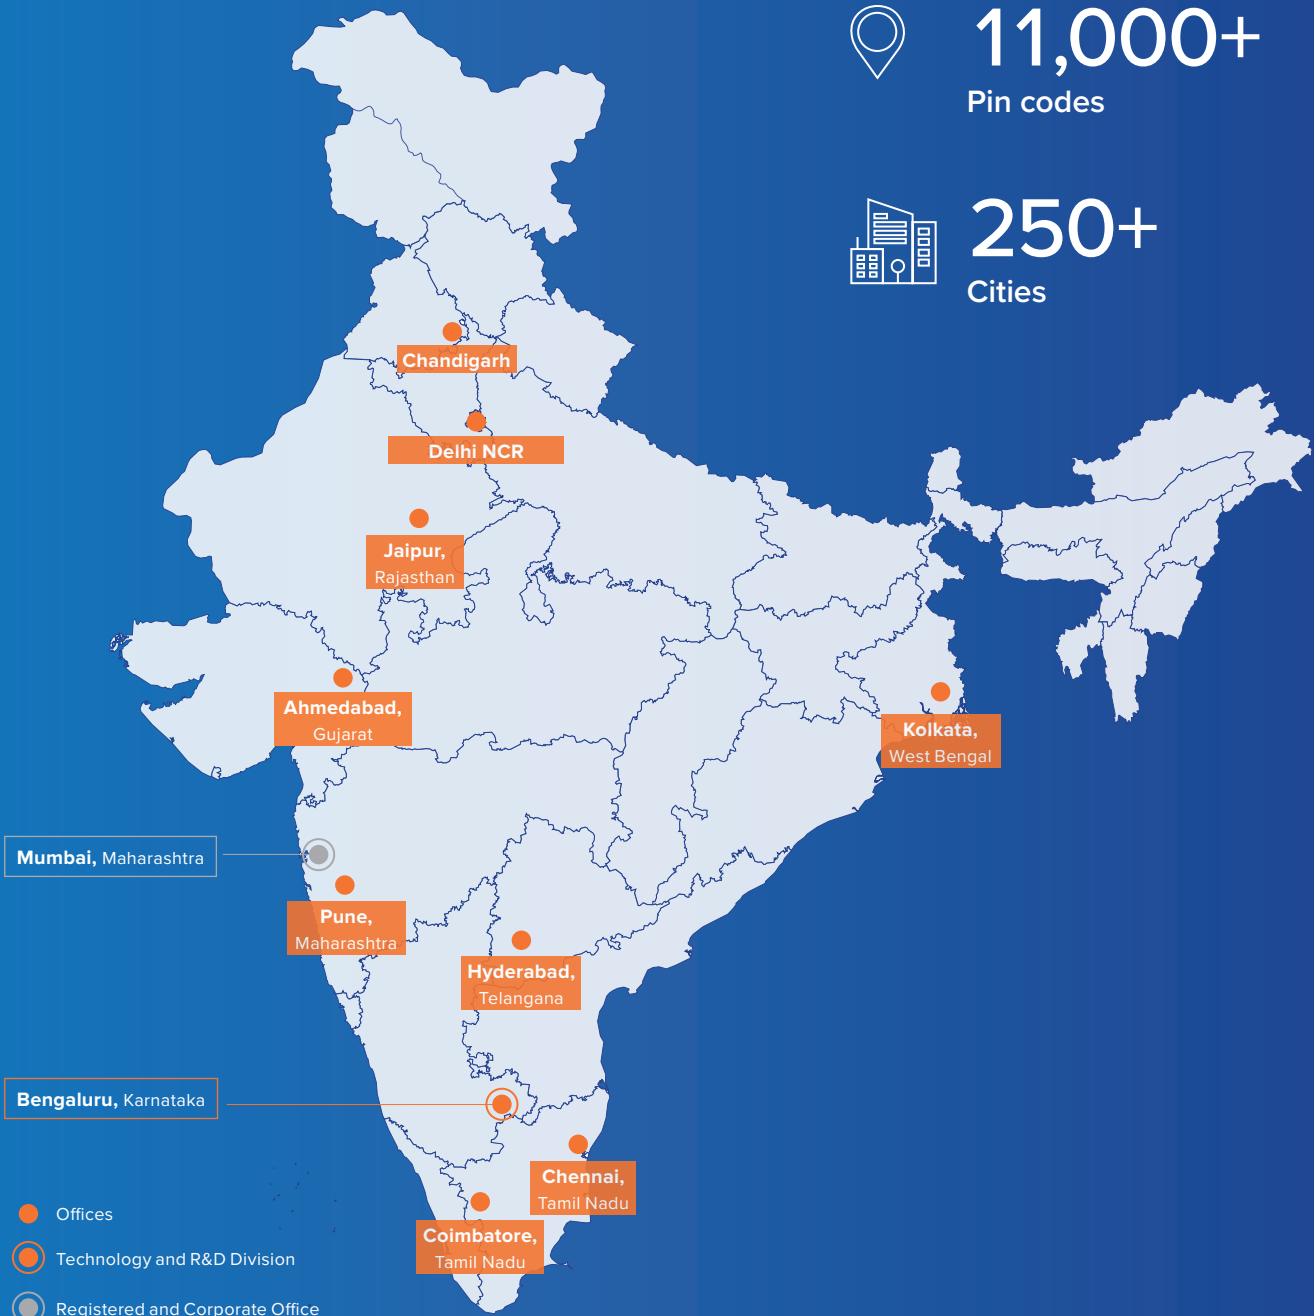 11,000+
Pin codes
250+
Cities
Chandigarh
Delhi NCR
Jaipur,
Rajasthan
Ahmedabad,
Gujarat
Kolkata,
West Bengal
Mumbai, Maharashtra
Pune,
Maharashtra
Hyderabad,
Telangana
Bengaluru, Karnataka
Chennai,
Tamil Nadu
Coimbatore,
Tamil Nadu
Offices
Technology and R&D Division
Registered and Corporate Office